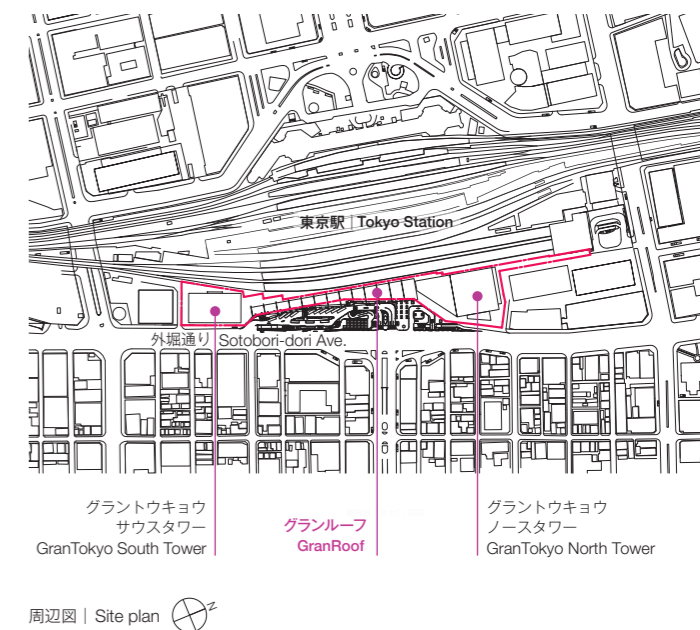 東京駅 | Tokyo Station
外堀通り | Sotobori-dori Ave.
グラントウキョウ
サウスタワー
GranTokyo South Tower
グランルーフ
GranRoof
グラントウキョウ
ノースタワー
GranTokyo North Tower
周辺図 | Site plan
N